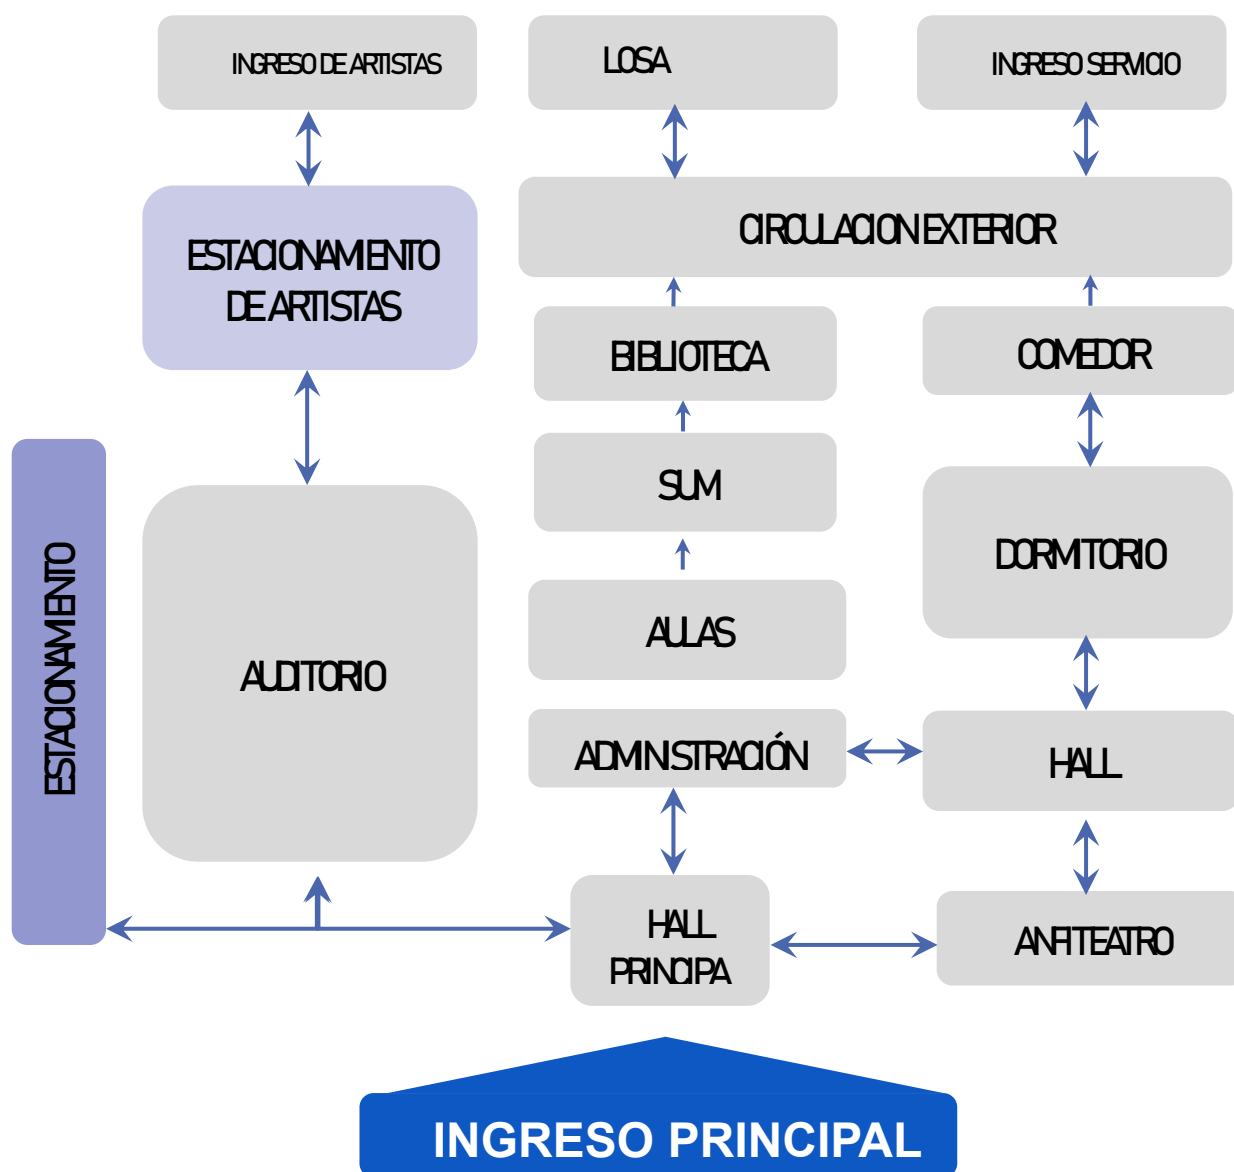 INGRESO DE ARTISTAS
LOSA
INGRESO SERVICIO
ESTACIONAMIENTO
DE ARTISTAS
CIRCULACION EXTERIOR
BIBLIOTECA
COMEDOR
SUM
DORMITORIO
ESTACIONAMIENTO
AUDITORIO
AULAS
ADMINISTRACIÓN
HALL
HALL
PRINCIPA
ANFITEATRO
INGRESO PRINCIPAL